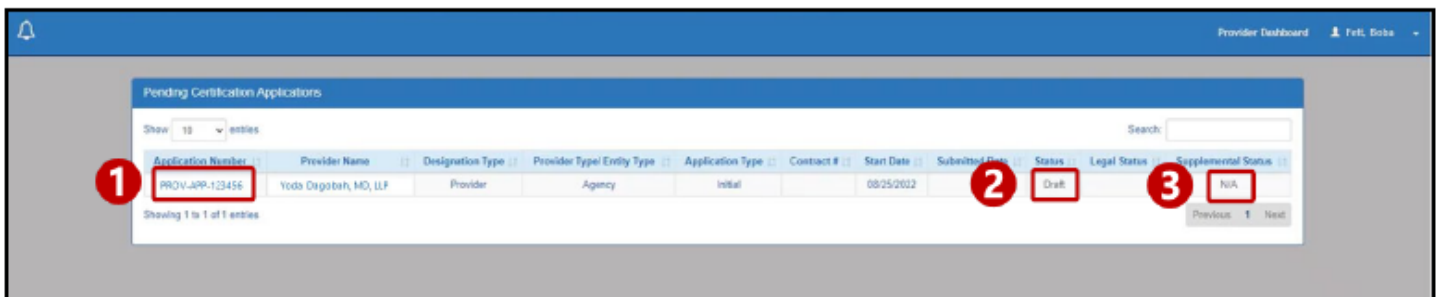 Provider Dashboard Fett, Boba
Pending Certification Applications
Show 10 entries Search:
Application Number Provider Name Designation Type Provider Type/ Entity Type Application Type Contract # Start Date Submitted Date Status Legal Status Supplemental Status
1 PROV-APP-123456 Yoda Dagobah, MD, LLP Provider Agency Initial 08/25/2022 2 Draft 3 N/A
Showing 1 to 1 of 1 entries Previous 1 Next